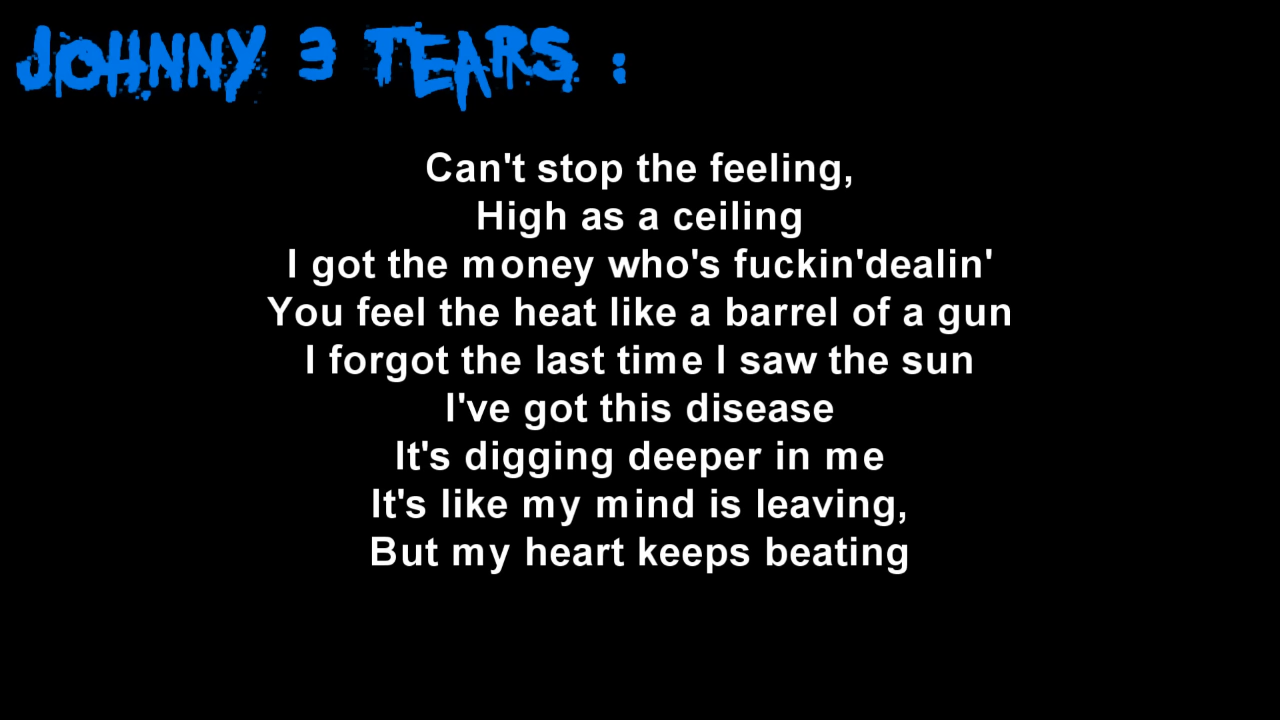 JOHNNY 3 TEARS :
Can't stop the feeling,
High as a ceiling
I got the money who's fuckin'dealin'
You feel the heat like a barrel of a gun
I forgot the last time I saw the sun
I've got this disease
It's digging deeper in me
It's like my mind is leaving,
But my heart keeps beating